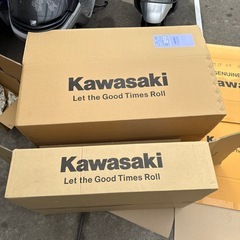 Kawasaki
Let the Good Times Roll
GENUINE
Kawasaki
Let the Good Times Roll